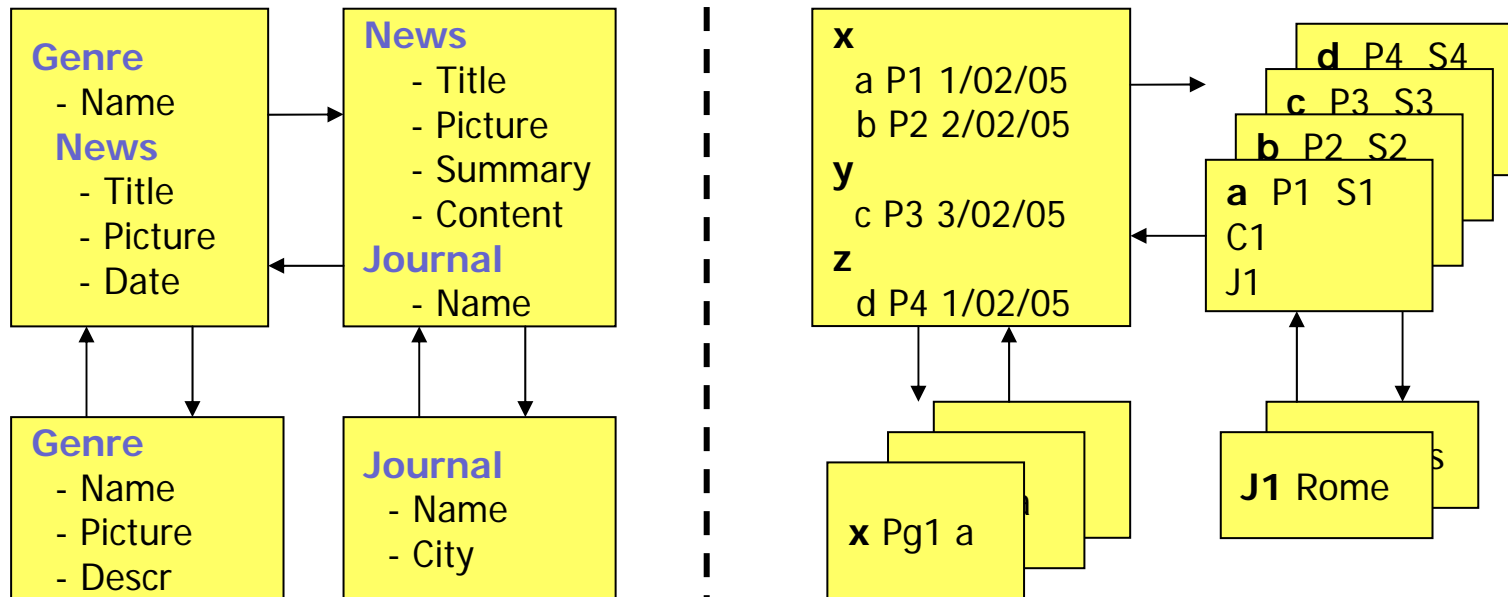 Genre
- Name
News
- Title
- Picture
- Date
News
- Title
- Picture
- Summary
- Content
Journal
- Name
Genre
- Name
- Picture
- Descr
Journal
- Name
- City
x
a P1 1/02/05
b P2 2/02/05
y
c P3 3/02/05
z
d P4 1/02/05
d P4 S4
c P3 S3
b P2 S2
a P1 S1
C1
J1
x Pg1 a
J1 Rome